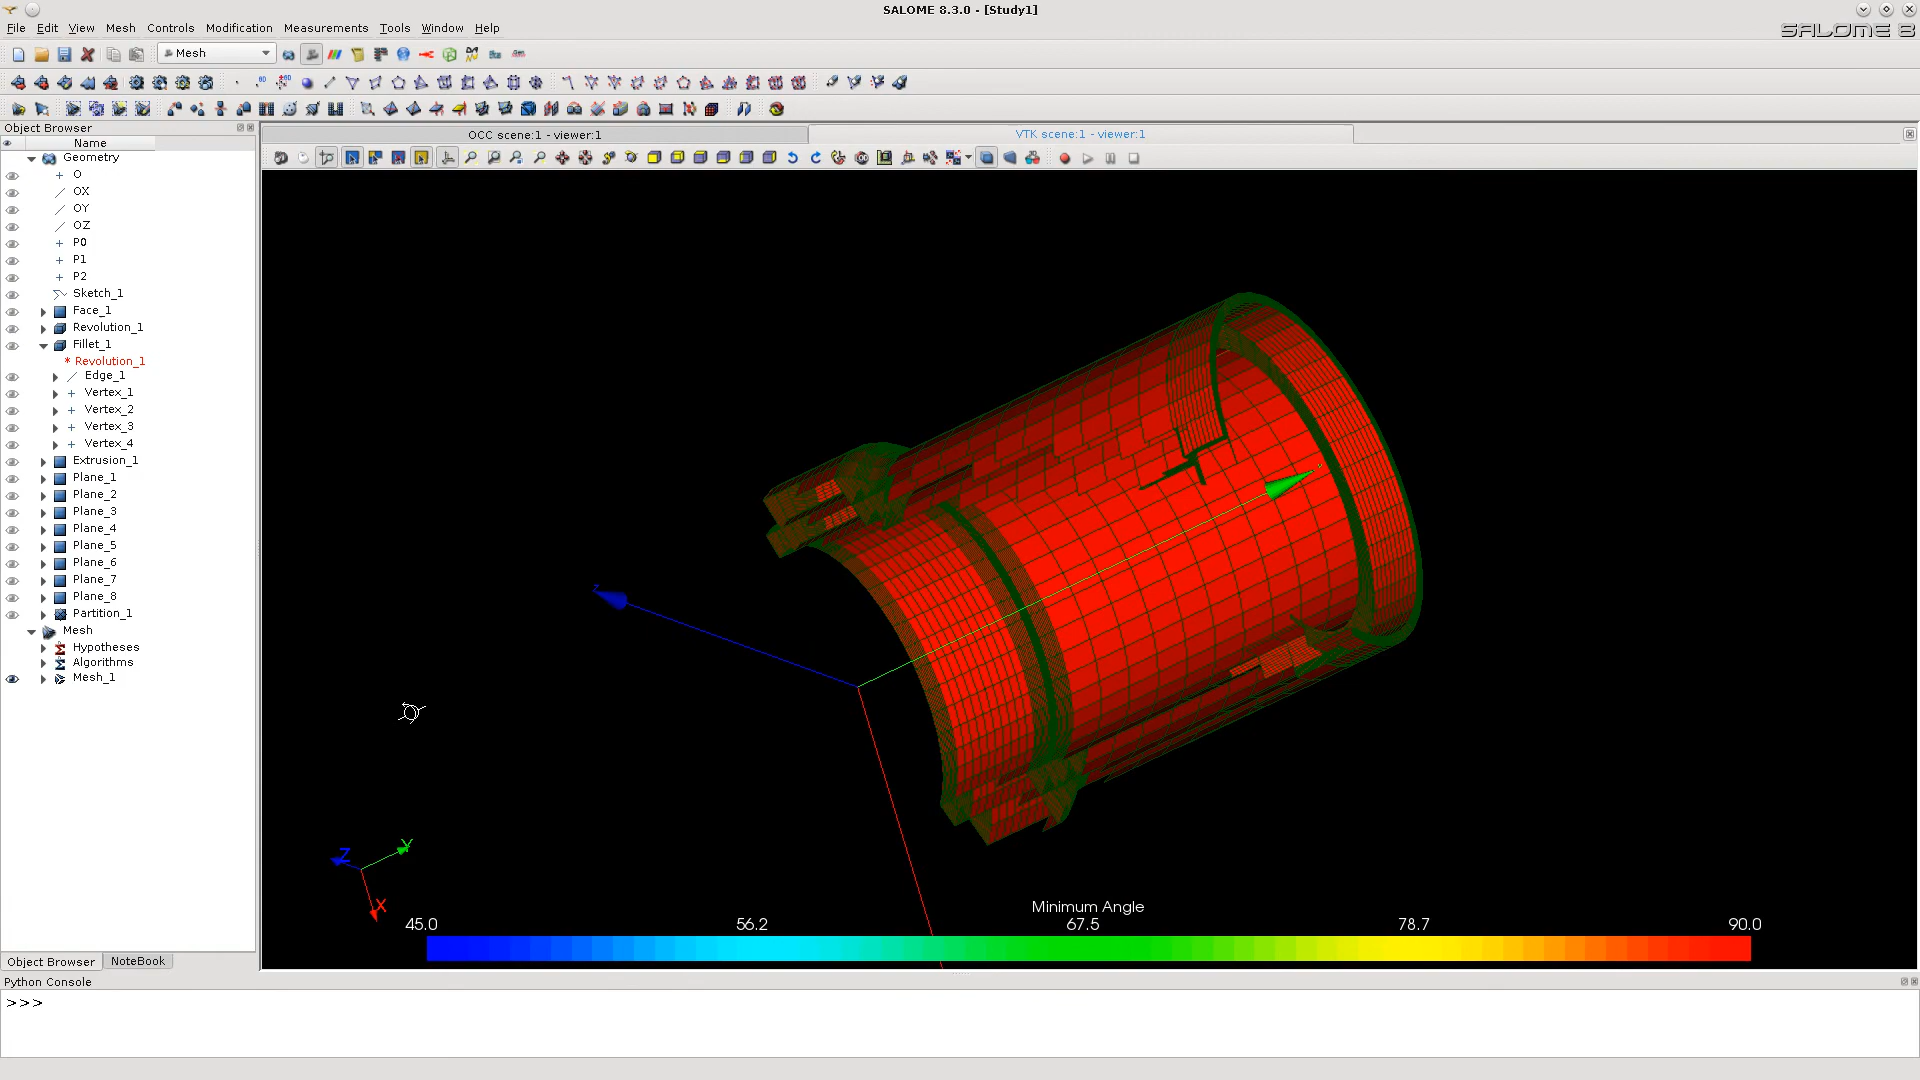 SALOME 8.3.0 - [Study1]
File Edit View Mesh Controls Modification Measurements Tools Window Help
SALOME 8
Mesh
Object Browser
Name
OCC scene:1 - viewer:1
VTK scene:1 - viewer:1
Geometry
O
OX
OY
OZ
P0
P1
P2
Sketch_1
Face_1
Revolution_1
Fillet_1
* Revolution_1
Edge_1
Vertex_1
Vertex_2
Vertex_3
Vertex_4
Extrusion_1
Plane_1
Plane_2
Plane_3
Plane_4
Plane_5
Plane_6
Plane_7
Plane_8
Partition_1
Mesh
Hypotheses
Algorithms
Mesh_1
Z
Z Y
X
Minimum Angle
45.0 56.2 67.5 78.7 90.0
Object Browser NoteBook
Python Console
>>>